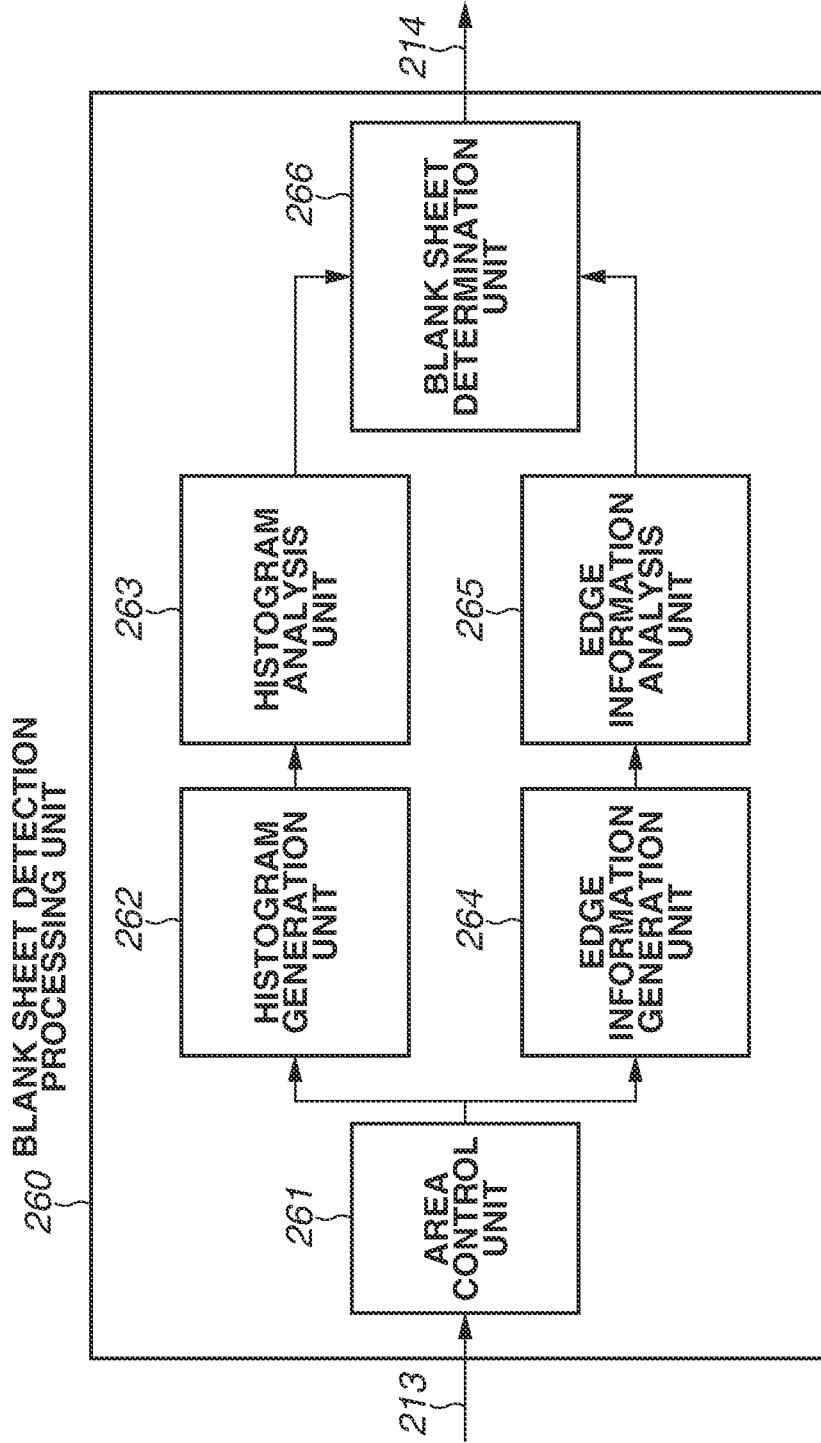 260 BLANK SHEET DETECTION
PROCESSING UNIT
213
261
AREA
CONTROL
UNIT
262
HISTOGRAM
GENERATION
UNIT
263
HISTOGRAM
ANALYSIS
UNIT
264
EDGE
INFORMATION
GENERATION
UNIT
265
EDGE
INFORMATION
ANALYSIS
UNIT
266
BLANK SHEET
DETERMINATION
UNIT
214